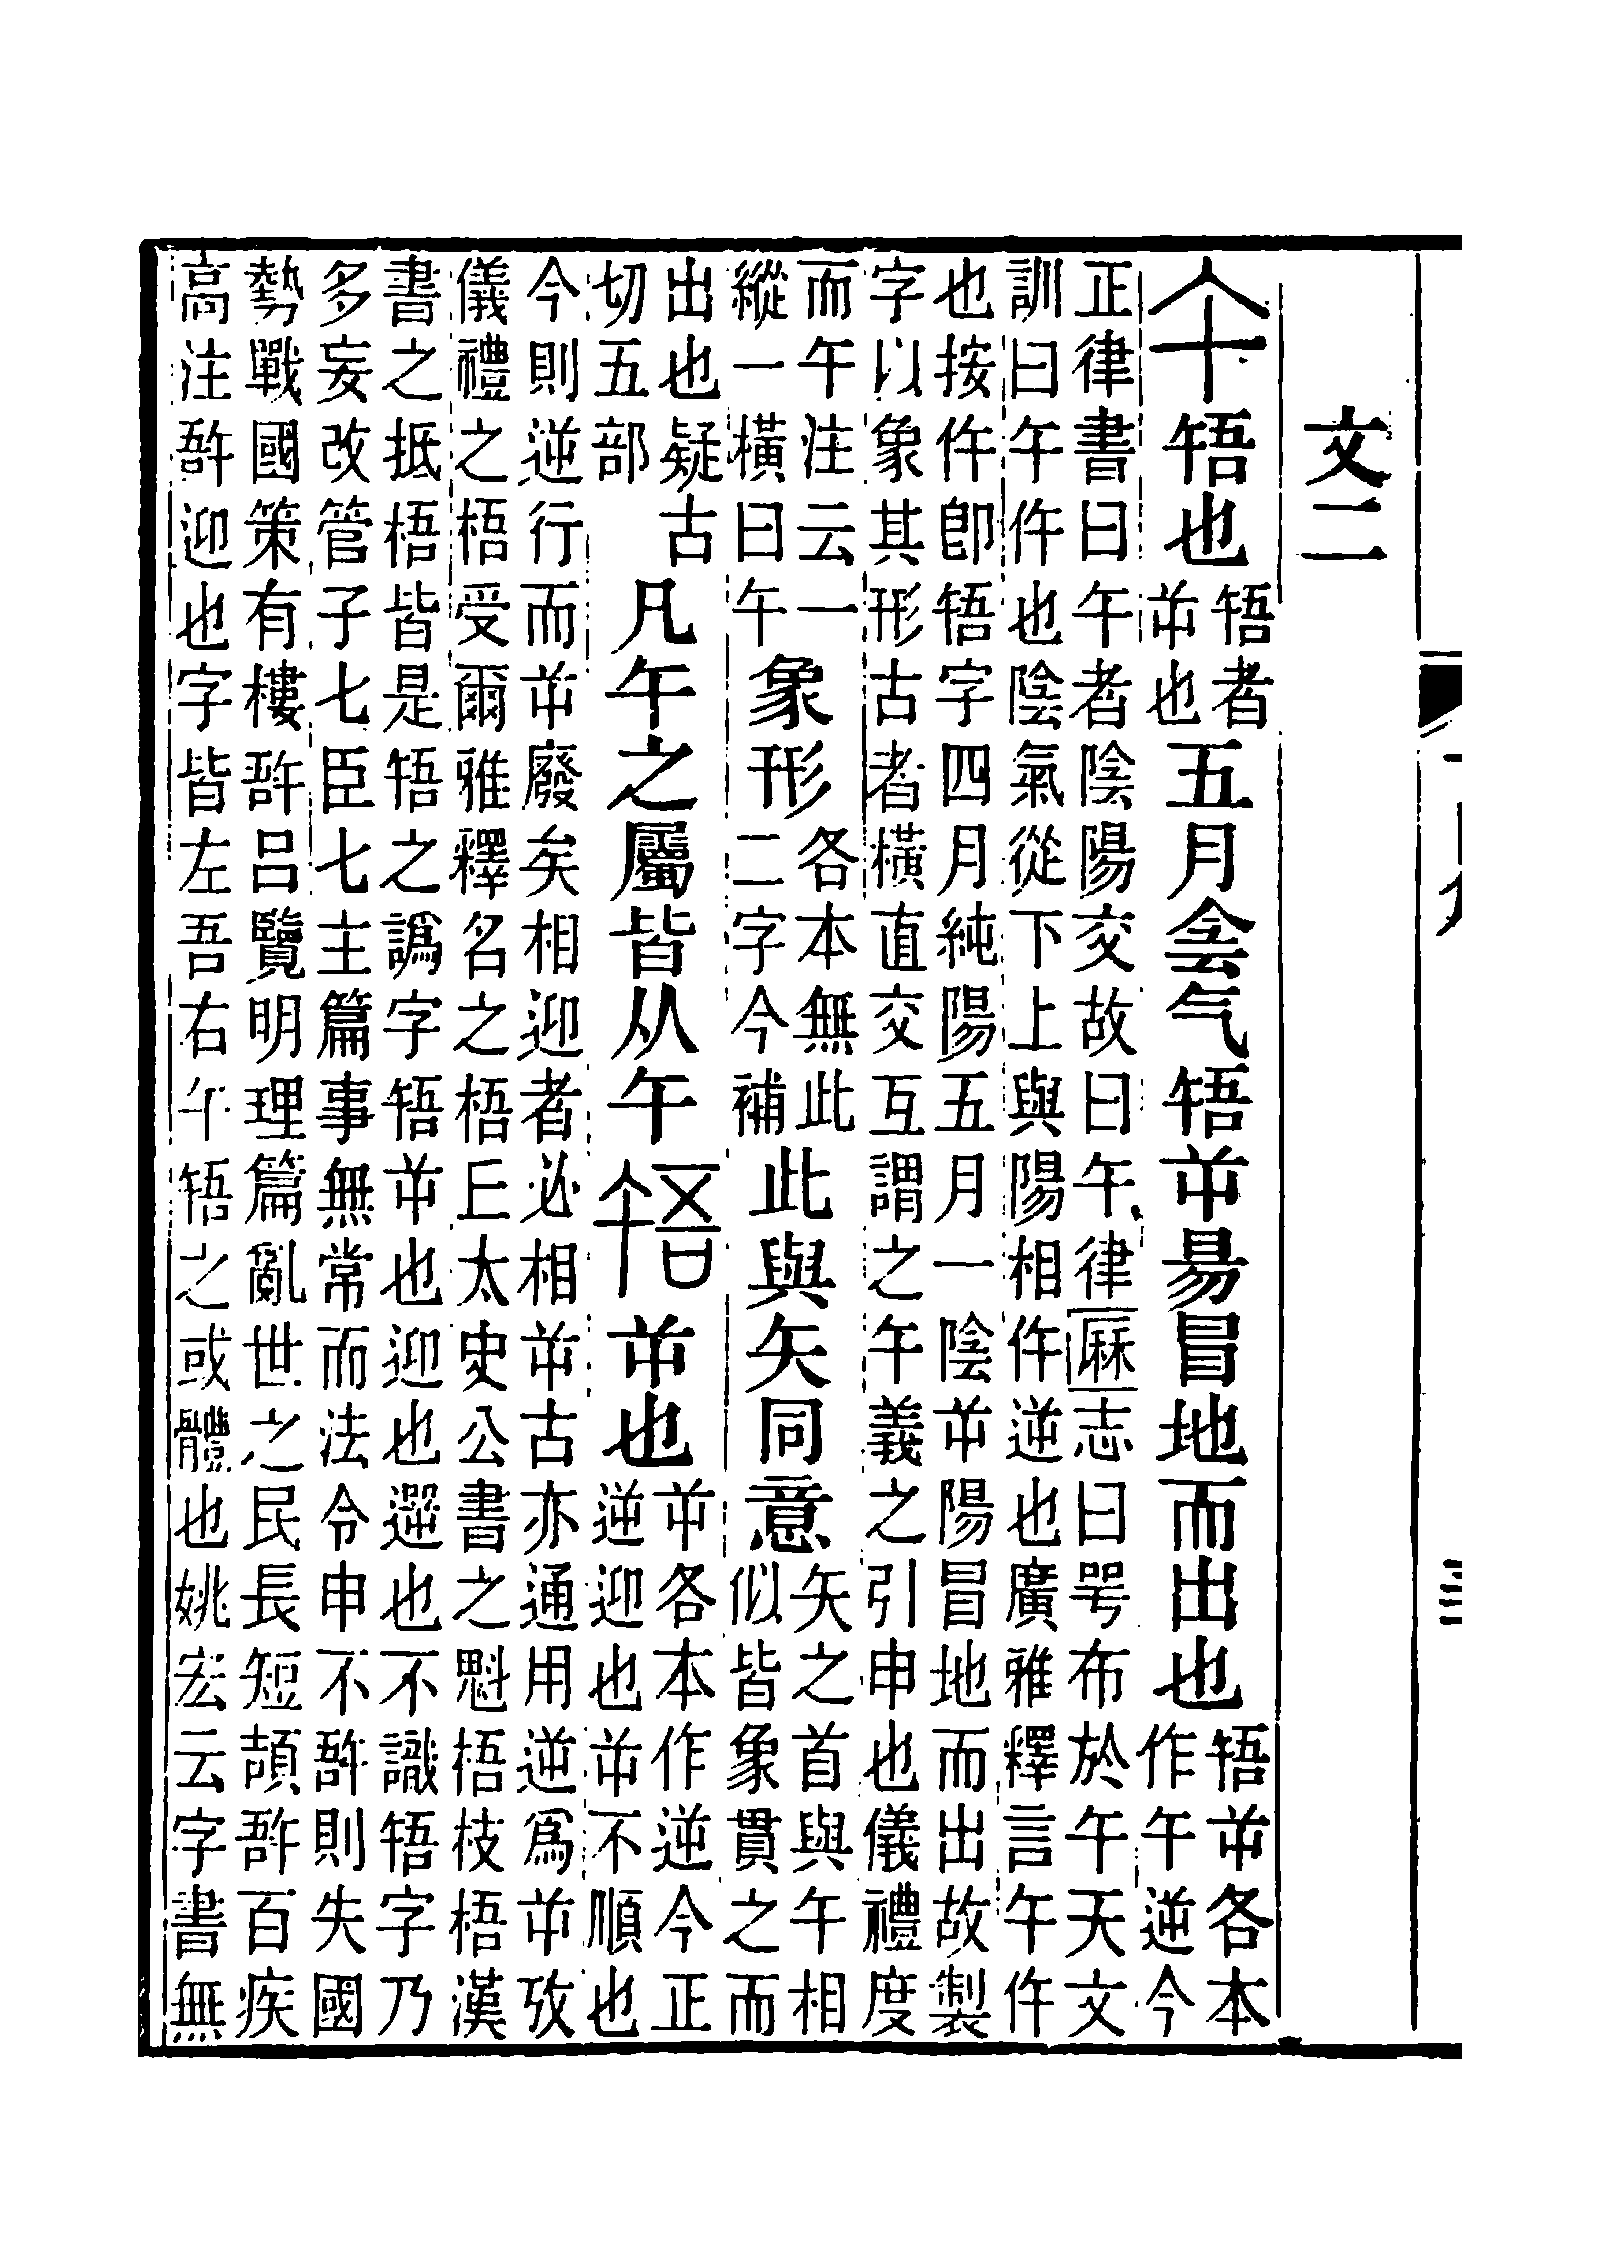 文二
午啎也啎者屰也五月侌气啎屰昜冒地而出也啎屰各本作午逆今
正律書曰午者陰陽交故曰午律厤志曰咢布於午天文
訓曰午仵也陰氣從下上與陽相仵逆也廣雅釋言午仵
也按仵卽啎字四月純陽五月一陰屰陽冒地而出故製
字以象其形古者橫直交互謂之午義之引申也儀禮度
而午注云一縱一橫曰午象形各本無此二字今補此與矢同意矢之首與午相似皆象貫之而
出也疑古切五部凡午之屬皆从午啎屰也屰各本作逆今正逆迎也屰不順也
今則逆行而屰廢矣相迎者必相屰古亦通用逆爲屰攷
儀禮之梧受爾雅釋名之梧丘太史公書之魁梧枝梧漢
書之抵梧皆是啎之譌字啎屰也迎也遻也不識啎字乃
多妄改管子七臣七主篇事無常而法令申不𠵦則失國
勢戰國策有樓𠵦呂覽明理篇亂世之民長短頡𠵦百疾
高注𠵦迎也字皆左吾右午啎之或體也姚宏云字書無